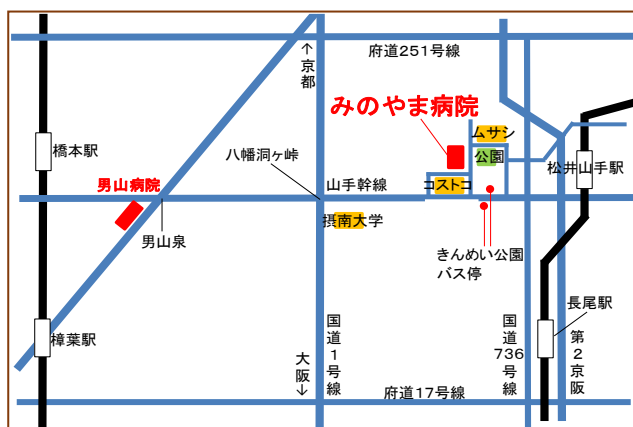 府道251号線
↑京都
みのやま病院
ムサシ
公園
橋本駅
八幡洞ヶ峠
松井山手駅
男山病院
山手幹線
コストコ
男山泉
摂南大学
きんめい公園
バス停
長尾駅
樟葉駅
大阪↓
国道1号線
国道736号線
第2京阪
府道17号線